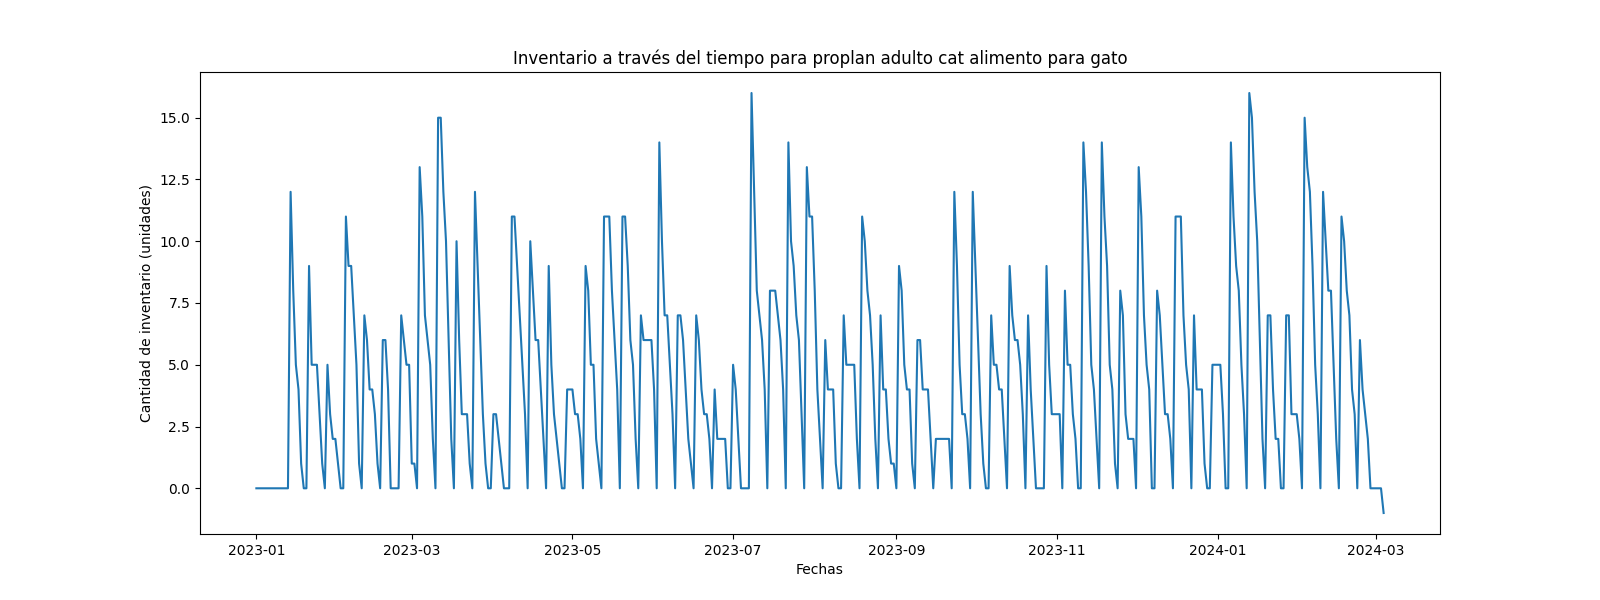 Inventario a través del tiempo para proplan adulto cat alimento para gato
Cantidad de inventario (unidades)
15.0
12.5
10.0
7.5
5.0
2.5
0.0
2023-01 2023-03 2023-05 2023-07 2023-09 2023-11 2024-01 2024-03
Fechas